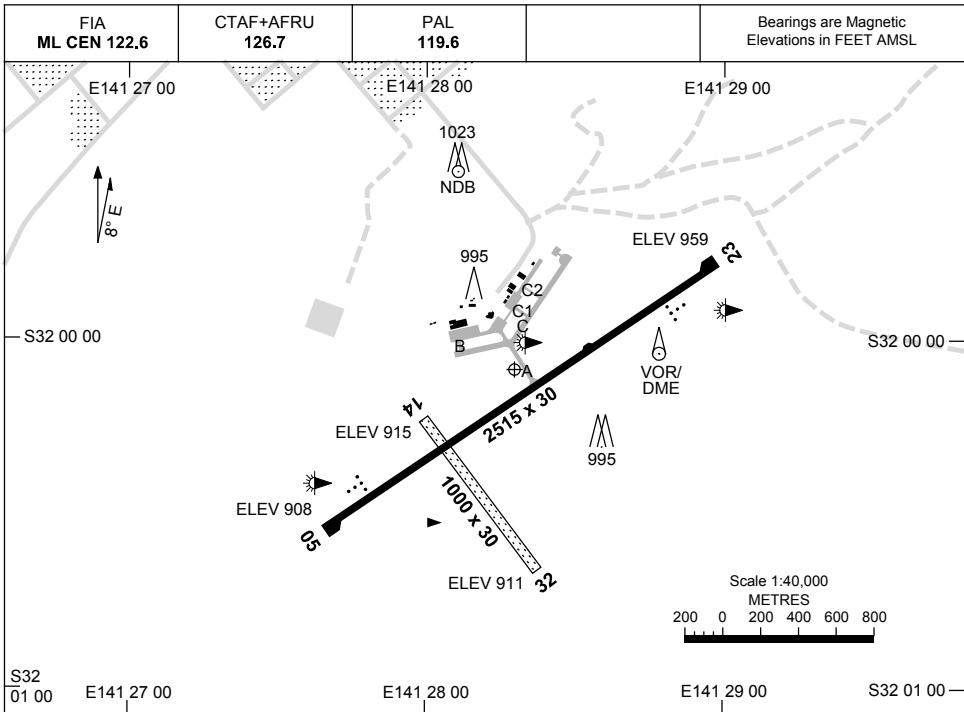 FIA
ML CEN 122.6
CTAF+AFRU
126.7
PAL
119.6
Bearings are Magnetic
Elevations in FEET AMSL
E141 27 00
E141 28 00
E141 29 00
1023
NDB
8° E
ELEV 959
23
995
C2
C1
C
B
S32 00 00
S32 00 00
A
VOR/
DME
2515 x 30
14
ELEV 915
995
1000 x 30
ELEV 908
05
ELEV 911
32
Scale 1:40,000
METRES
200 0 200 400 600 800
S32
01 00
E141 27 00
E141 28 00
E141 29 00
S32 01 00